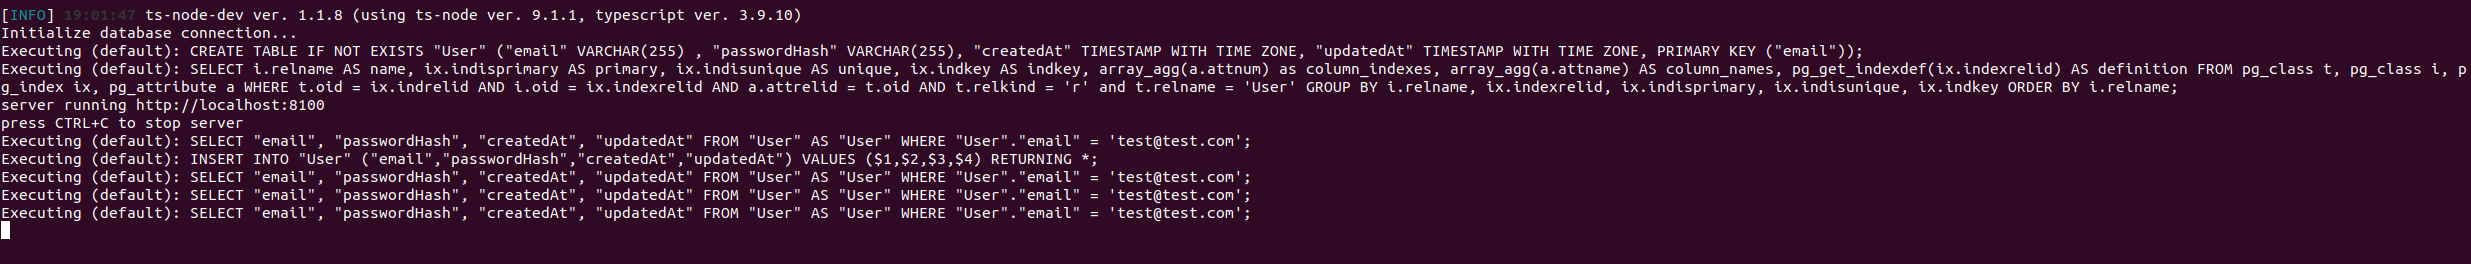 [INFO] 19:01:47 ts-node-dev ver. 1.1.8 (using ts-node ver. 9.1.1, typescript ver. 3.9.10)
Initialize database connection...
Executing (default): CREATE TABLE IF NOT EXISTS "User" ("email" VARCHAR(255) , "passwordHash" VARCHAR(255), "createdAt" TIMESTAMP WITH TIME ZONE, "updatedAt" TIMESTAMP WITH TIME ZONE, PRIMARY KEY ("email"));
Executing (default): SELECT i.relname AS name, ix.indisprimary AS primary, ix.indisunique AS unique, ix.indkey AS indkey, array_agg(a.attnum) as column_indexes, array_agg(a.attname) AS column_names, pg_get_indexdef(ix.indexrelid) AS definition FROM pg_class t, pg_class i, p
g_index ix, pg_attribute a WHERE t.oid = ix.indrelid AND i.oid = ix.indexrelid AND a.attrelid = t.oid AND t.relkind = 'r' and t.relname = 'User' GROUP BY i.relname, ix.indexrelid, ix.indisprimary, ix.indisunique, ix.indkey ORDER BY i.relname;
server running http://localhost:8100
press CTRL+C to stop server
Executing (default): SELECT "email", "passwordHash", "createdAt", "updatedAt" FROM "User" AS "User" WHERE "User"."email" = 'test@test.com';
Executing (default): INSERT INTO "User" ("email","passwordHash","createdAt","updatedAt") VALUES ($1,$2,$3,$4) RETURNING *;
Executing (default): SELECT "email", "passwordHash", "createdAt", "updatedAt" FROM "User" AS "User" WHERE "User"."email" = 'test@test.com';
Executing (default): SELECT "email", "passwordHash", "createdAt", "updatedAt" FROM "User" AS "User" WHERE "User"."email" = 'test@test.com';
Executing (default): SELECT "email", "passwordHash", "createdAt", "updatedAt" FROM "User" AS "User" WHERE "User"."email" = 'test@test.com';